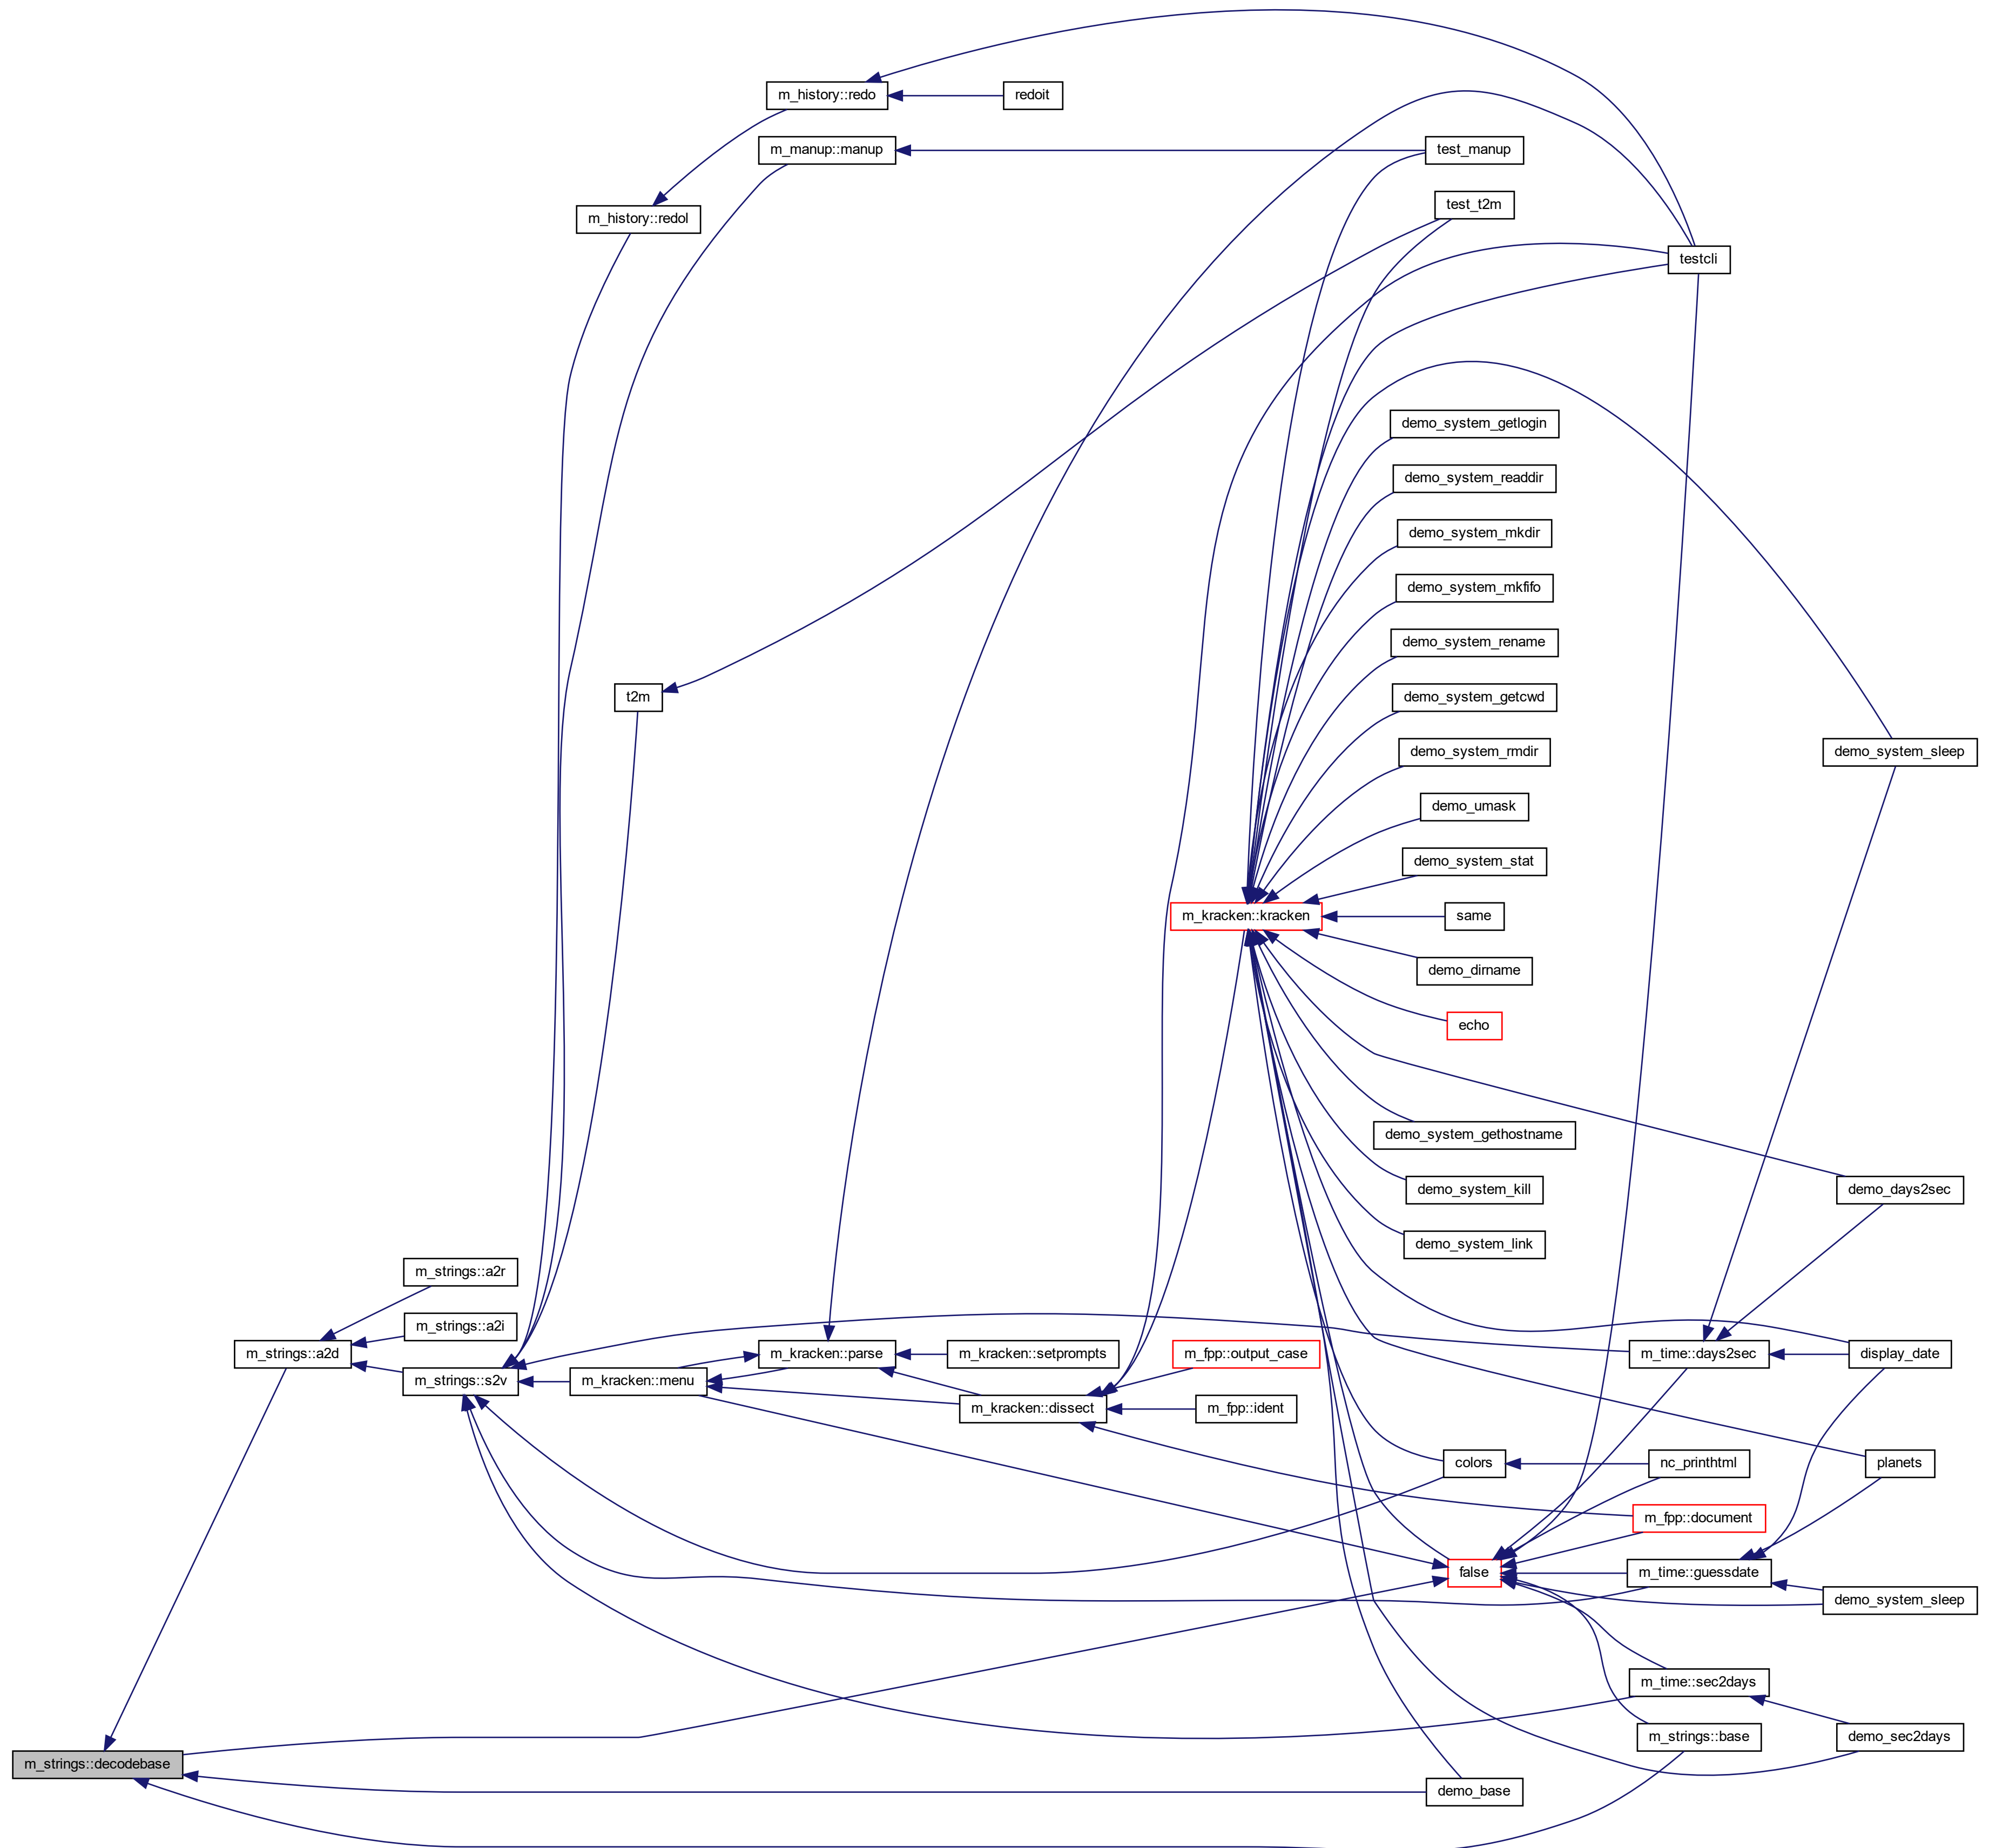 m_history::redo
redoit
m_manup::manup
test_manup
test_t2m
m_history::redol
testcli
demo_system_getlogin
demo_system_readdir
demo_system_mkdir
demo_system_mkfifo
demo_system_rename
t2m
demo_system_getcwd
demo_system_rmdir
demo_system_sleep
demo_umask
demo_system_stat
m_kracken::kracken
same
demo_dirname
echo
demo_system_gethostname
demo_system_kill
demo_days2sec
demo_system_link
m_strings::a2r
m_strings::a2i
m_strings::a2d
m_kracken::parse
m_kracken::setprompts
m_fpp::output_case
m_time::days2sec
display_date
m_strings::s2v
m_kracken::menu
m_kracken::dissect
m_fpp::ident
colors
nc_printhtml
planets
m_fpp::document
false
m_time::guessdate
demo_system_sleep
m_time::sec2days
m_strings::base
demo_sec2days
m_strings::decodebase
demo_base